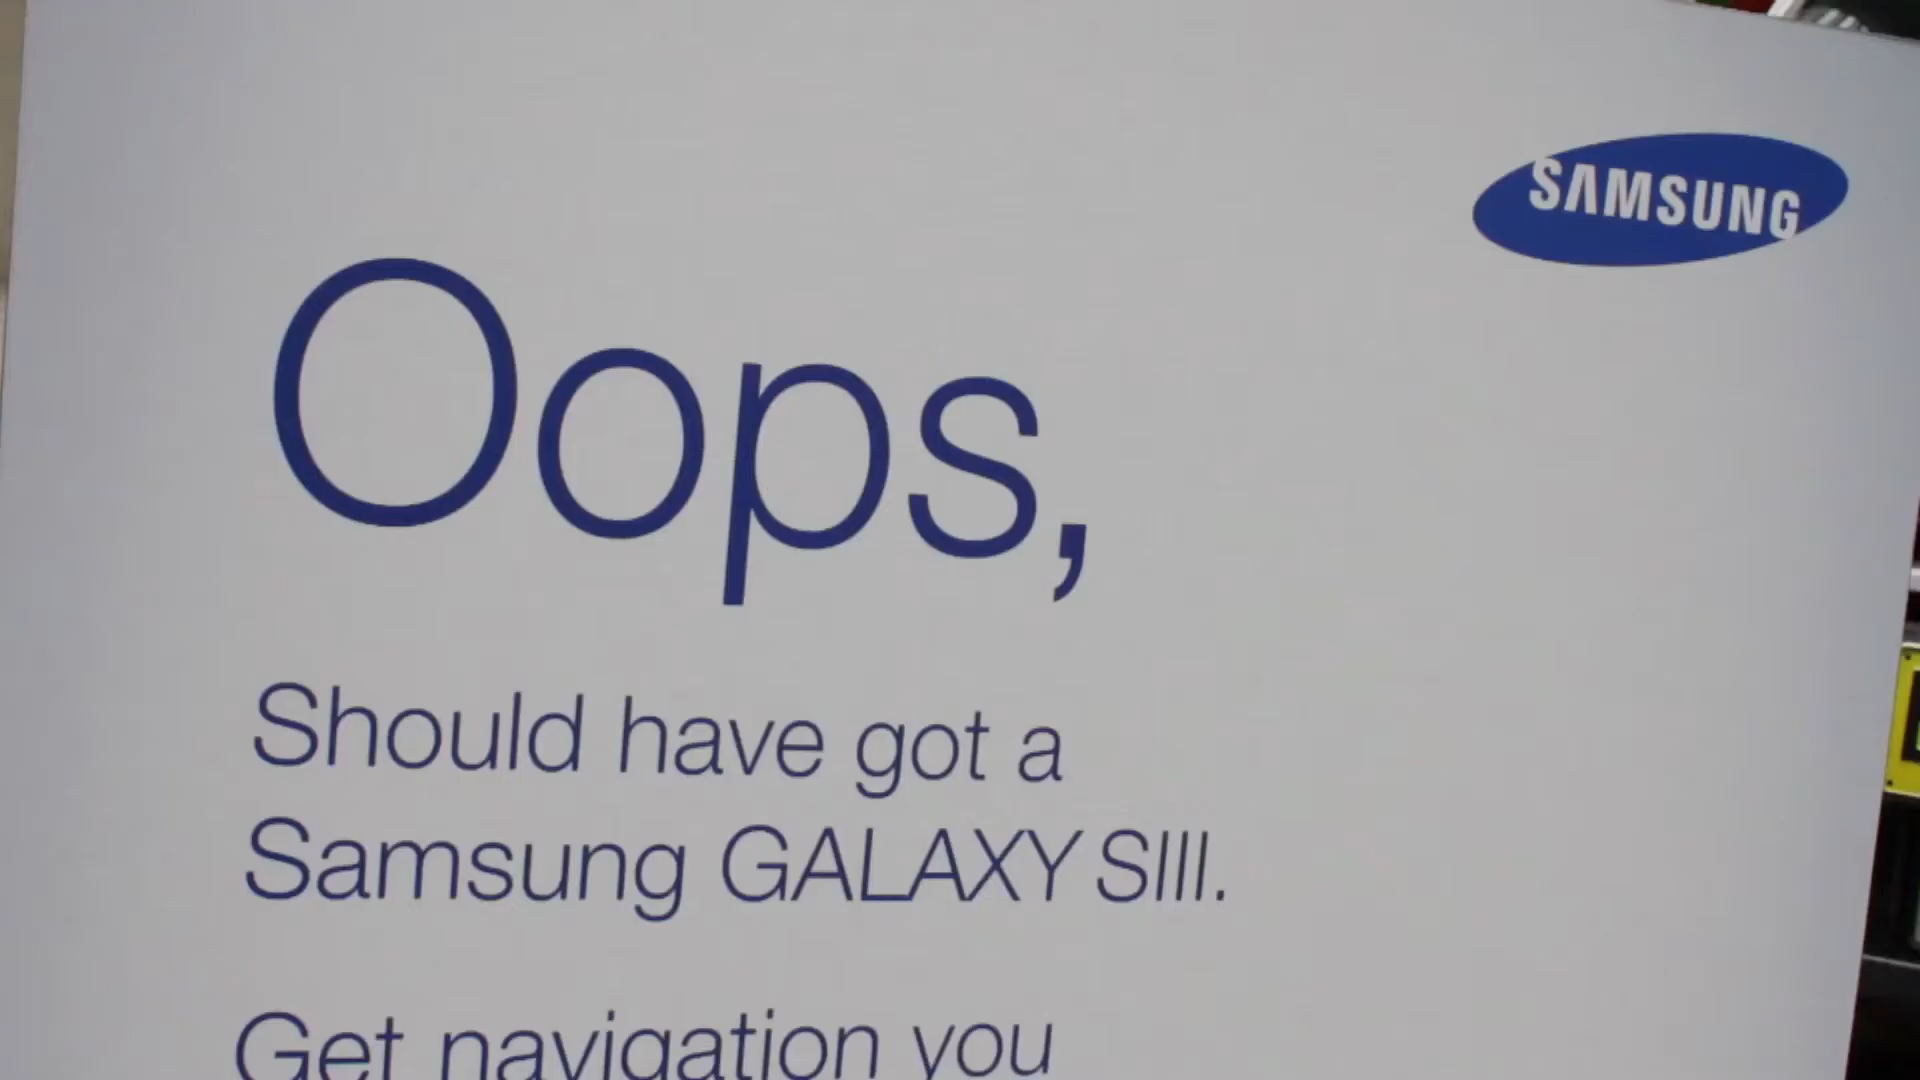 SAMSUNG
Oops,
Should have got a
Samsung GALAXY SIII.
Get navigation you